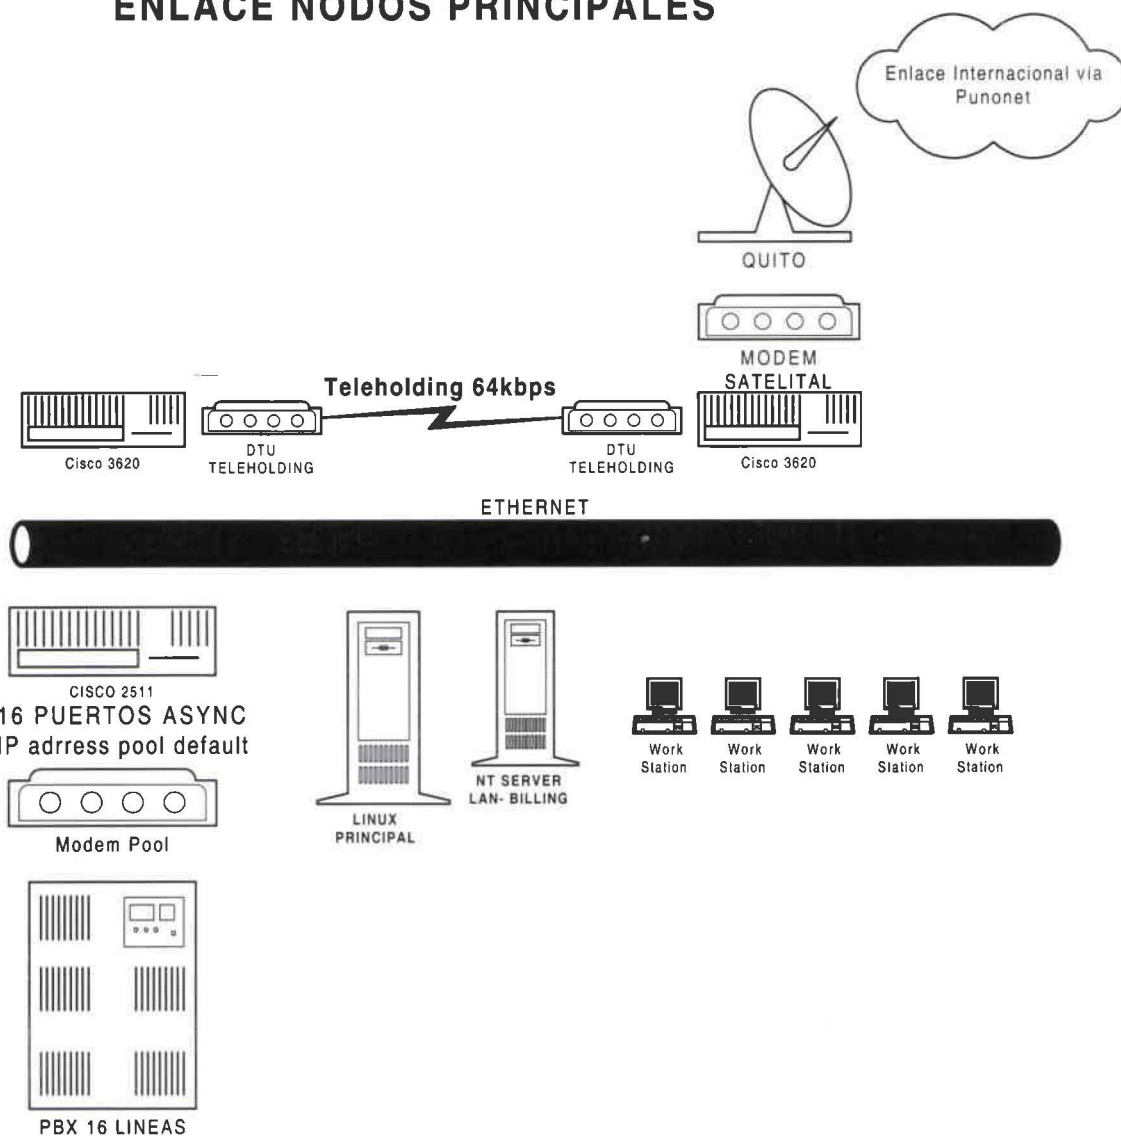 ENLACE NODOS PRINCIPALES
Enlace Internacional via
Punonet
QUITO
MODEM
SATELITAL
Teleholding 64kbps
Cisco 3620
DTU
TELEHOLDING
DTU
TELEHOLDING
Cisco 3620
ETHERNET
CISCO 2511
16 PUERTOS ASYNC
IP adrress pool default
Modem Pool
PBX 16 LINEAS
LINUX
PRINCIPAL
NT SERVER
LAN- BILLING
Work
Station
Work
Station
Work
Station
Work
Station
Work
Station